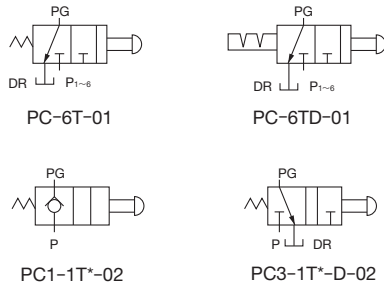 PG
DR P₁~₆
PC-6T-01
PG
DR P₁~₆
PC-6TD-01
PG
P
PC1-1T*-02
PG
P DR
PC3-1T*-D-02